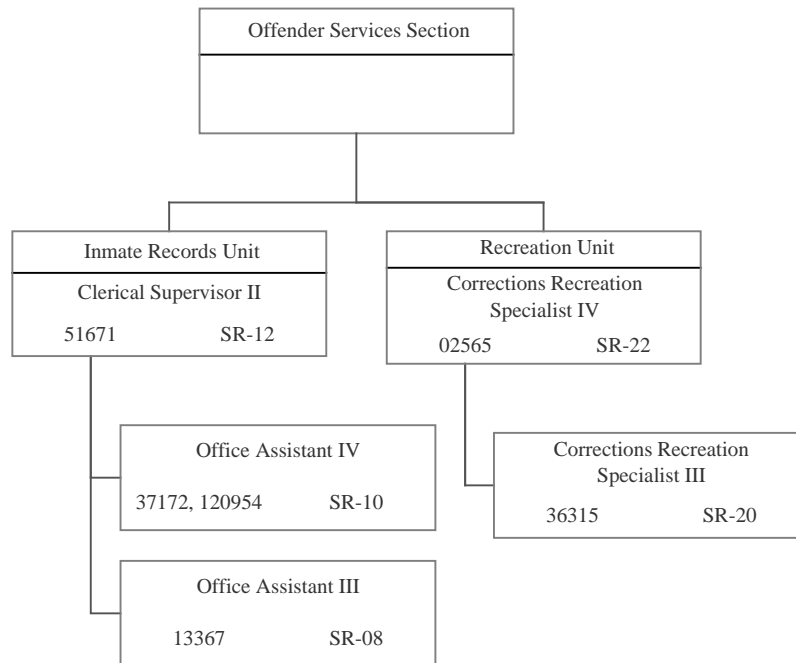 Offender Services Section
Inmate Records Unit
Clerical Supervisor II
51671 SR-12
Recreation Unit
Corrections Recreation
Specialist IV
02565 SR-22
Office Assistant IV
37172, 120954 SR-10
Corrections Recreation
Specialist III
36315 SR-20
Office Assistant III
13367 SR-08